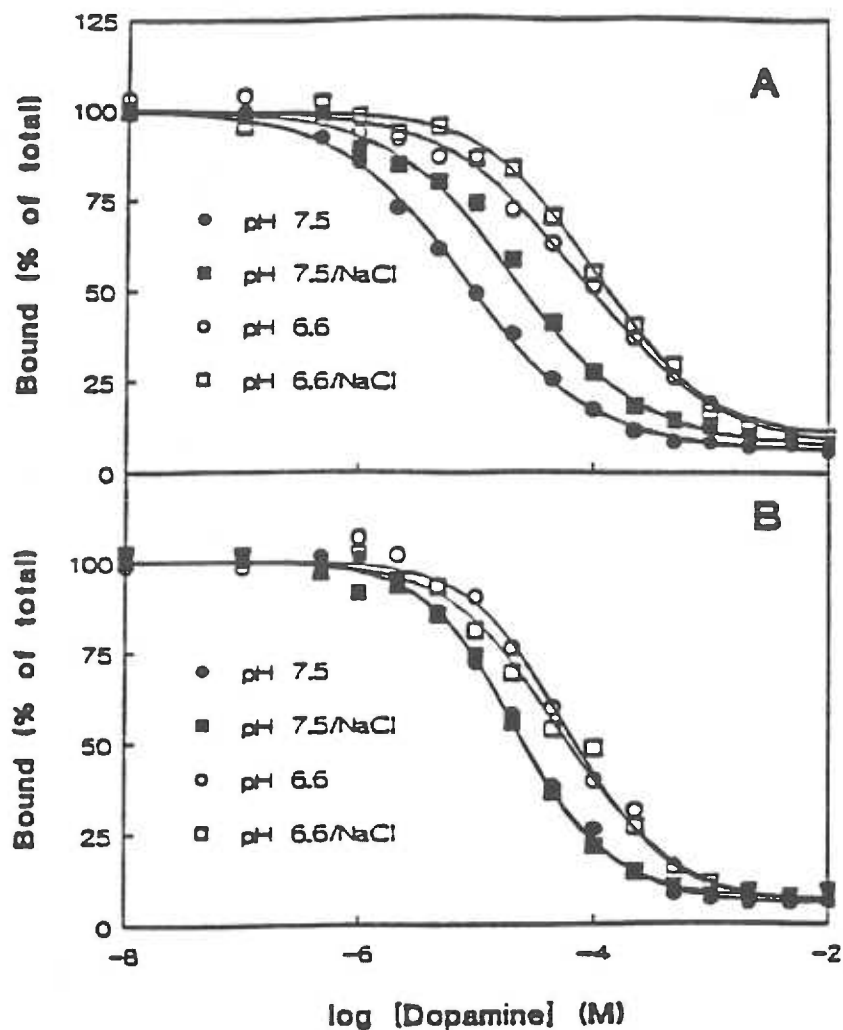 125
A
100
Bound (% of total)
75
pH 7.5
pH 7.5/NaCl
50
pH 6.6
pH 6.6/NaCl
25
0
B
100
Bound (% of total)
75
pH 7.5
pH 7.5/NaCl
50
pH 6.6
pH 6.6/NaCl
25
0
-8
-6
-4
-2
log [Dopamine] (M)